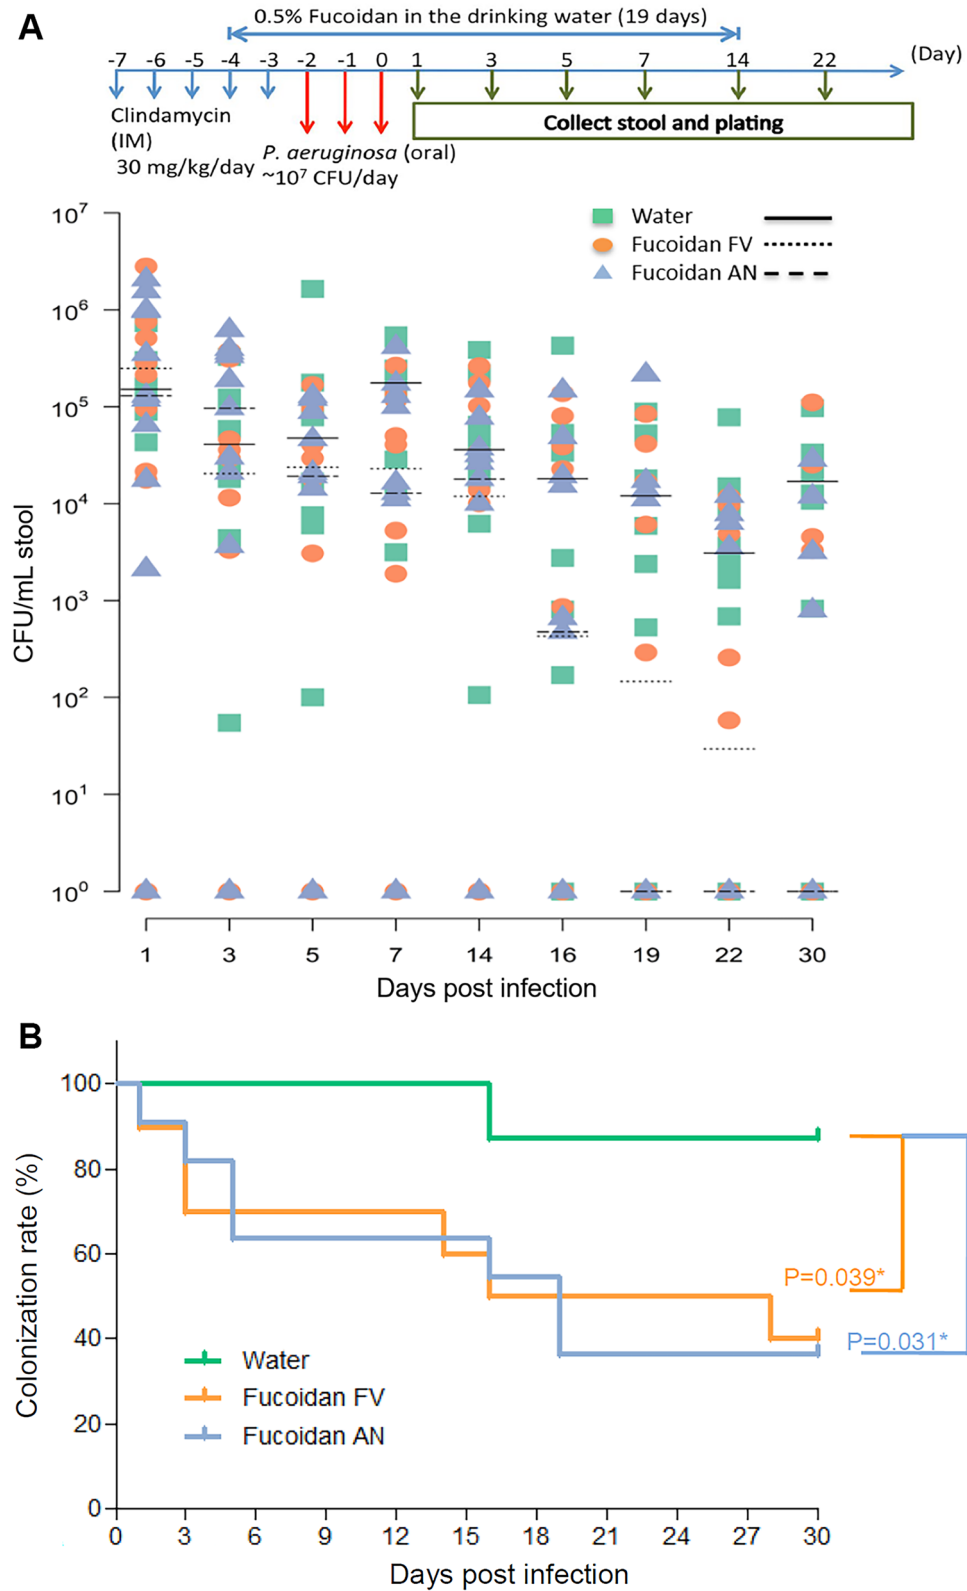 A
0.5% Fucoidan in the drinking water (19 days)
-7 -6 -5 -4 -3 -2 -1 0 1 3 5 7 14 22 (Day)
Clindamycin
(IM)
30 mg/kg/day
P. aeruginosa (oral)
~10⁷ CFU/day
Collect stool and plating
Water
Fucoidan FV
Fucoidan AN
CFU/mL stool
10⁷
10⁶
10⁵
10⁴
10³
10²
10¹
10⁰
1 3 5 7 14 16 19 22 30
Days post infection
B
Colonization rate (%)
100
80
60
40
20
0
P=0.039*
P=0.031*
Water
Fucoidan FV
Fucoidan AN
0 3 6 9 12 15 18 21 24 27 30
Days post infection